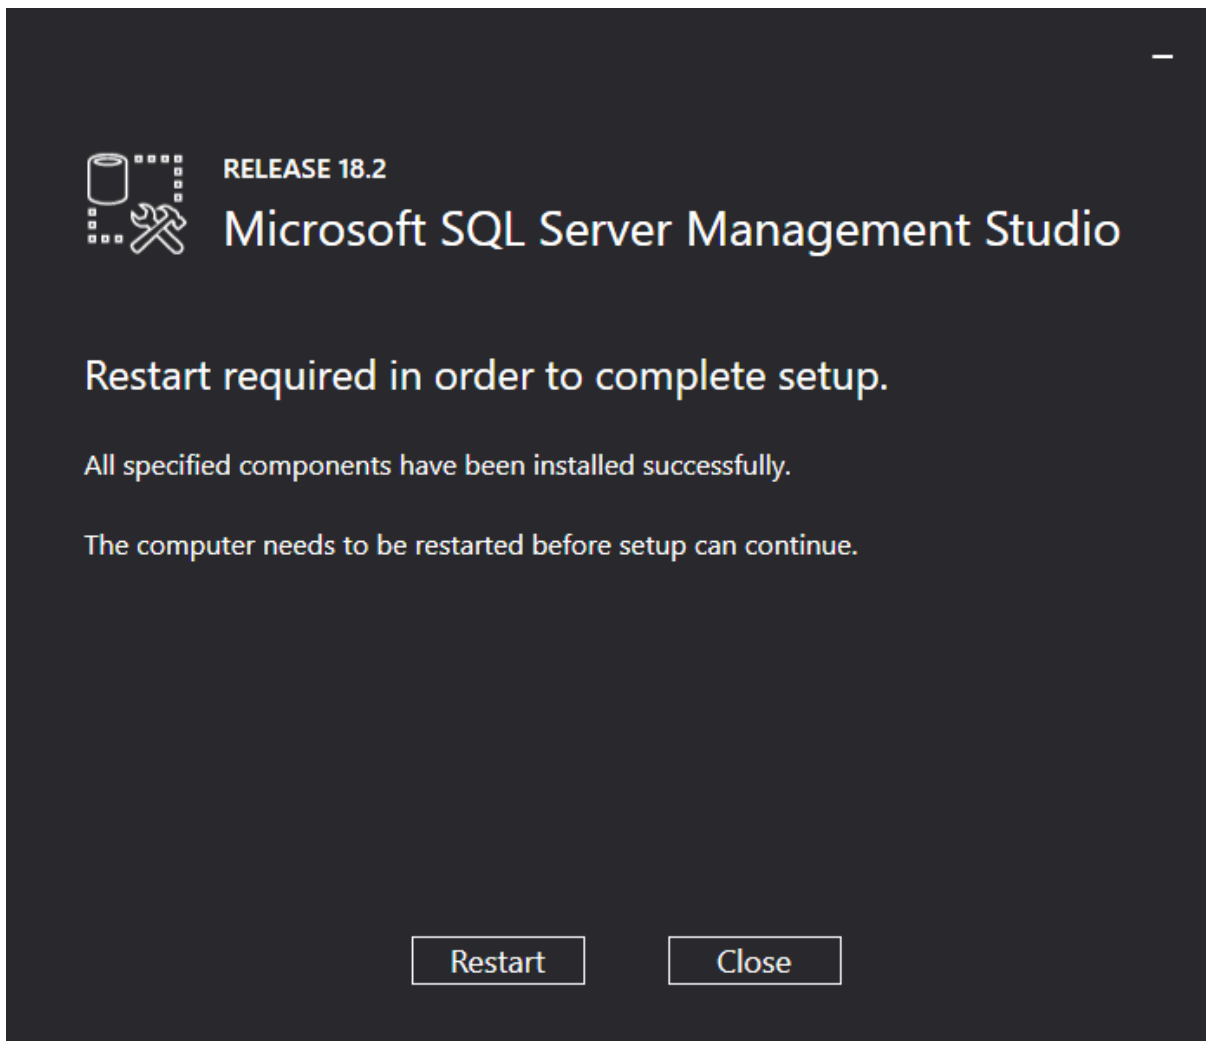 RELEASE 18.2
Microsoft SQL Server Management Studio
Restart required in order to complete setup.
All specified components have been installed successfully.
The computer needs to be restarted before setup can continue.
Restart
Close